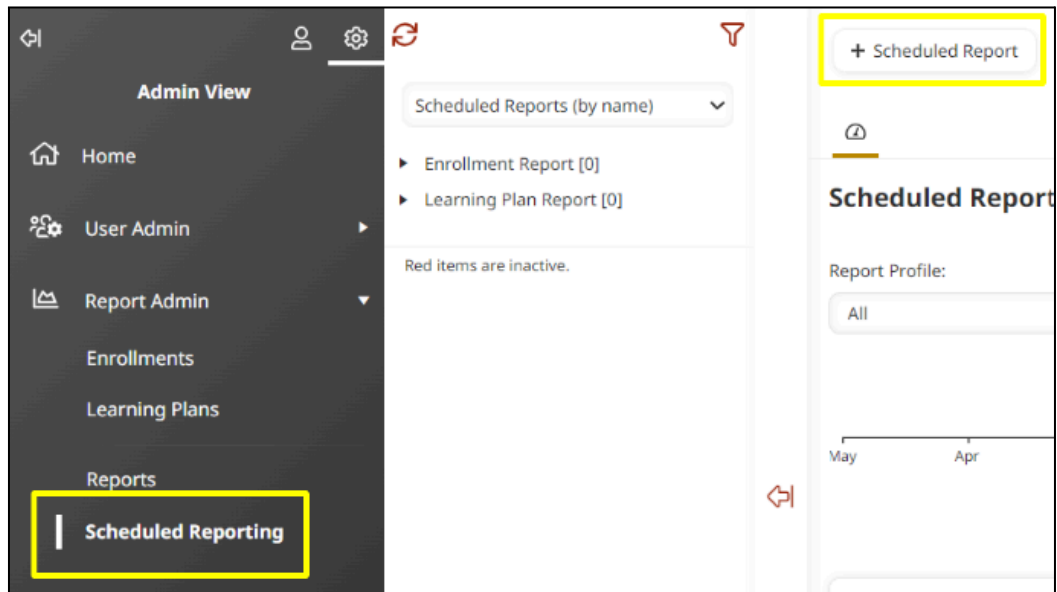 Admin View
Home
User Admin
Report Admin
Enrollments
Learning Plans
Reports
Scheduled Reporting
Scheduled Reports (by name)
Enrollment Report [0]
Learning Plan Report [0]
Red items are inactive.
+ Scheduled Report
Scheduled Report
Report Profile:
All
May Apr